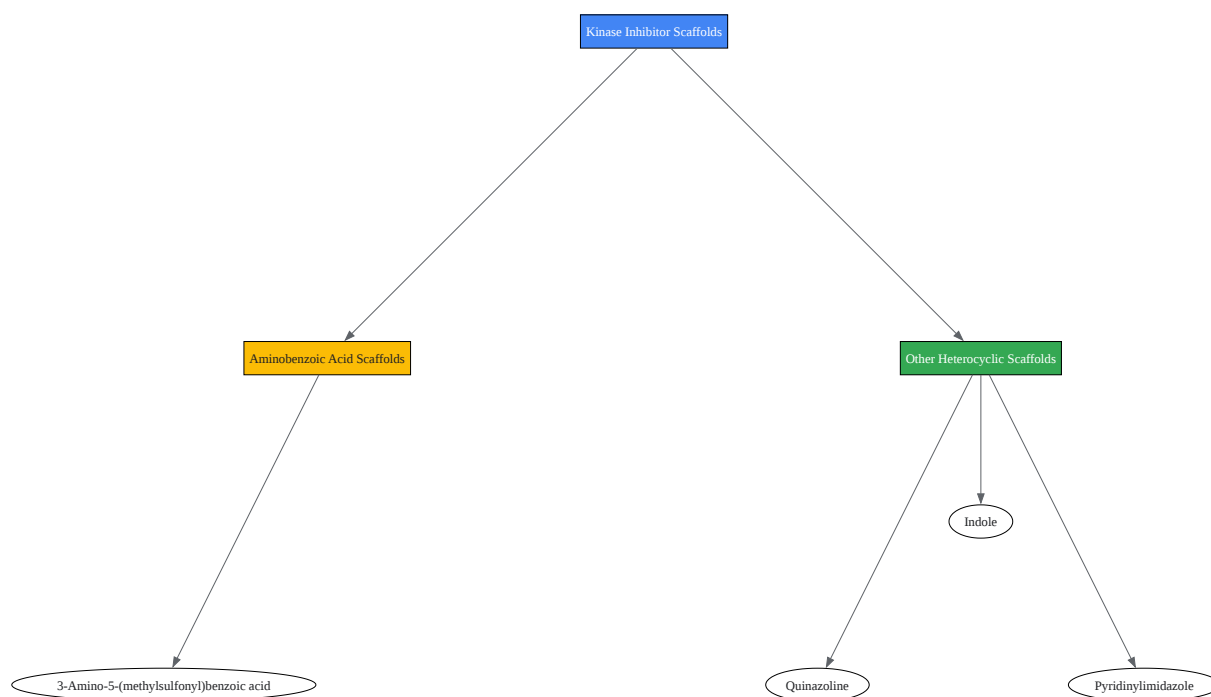 Kinase Inhibitor Scaffolds
Aminobenzoic Acid Scaffolds
Other Heterocyclic Scaffolds
Indole
3-Amino-5-(methylsulfonyl)benzoic acid
Quinazoline
Pyridinylimidazole